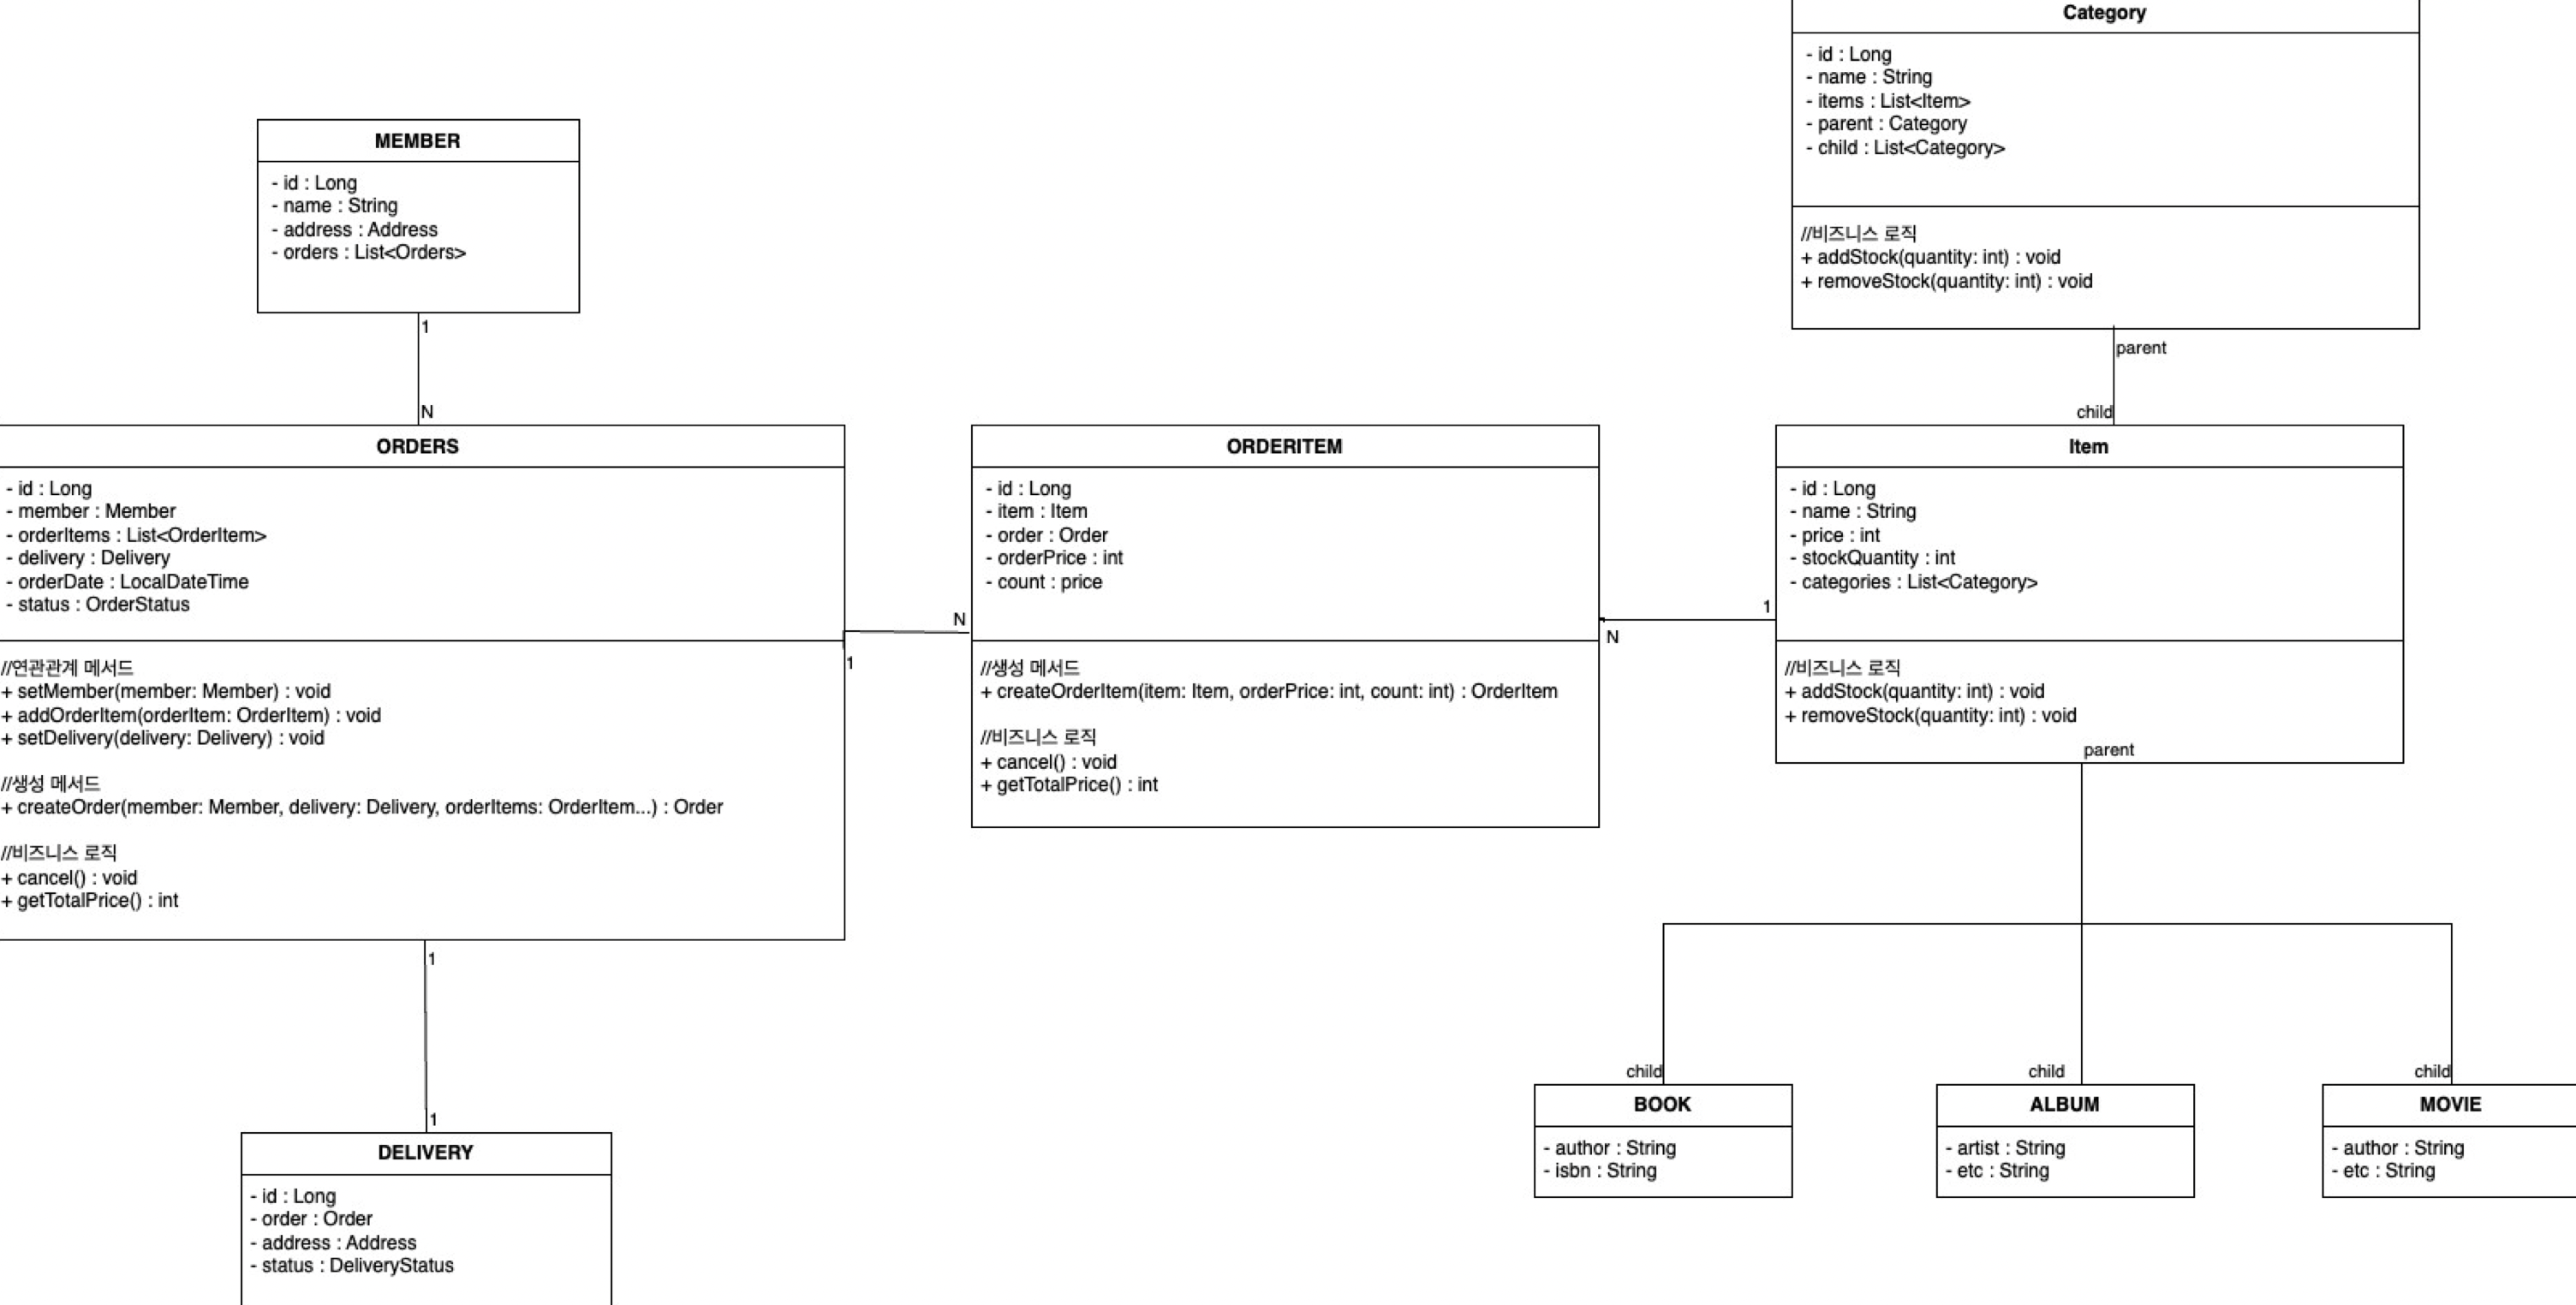 Category
- id : Long
- name : String
- items : List<Item>
- parent : Category
- child : List<Category>
//비즈니스 로직
+ addStock(quantity: int) : void
+ removeStock(quantity: int) : void
parent
child
MEMBER
- id : Long
- name : String
- address : Address
- orders : List<Orders>
1
N
ORDERS
- id : Long
- member : Member
- orderItems : List<OrderItem>
- delivery : Delivery
- orderDate : LocalDateTime
- status : OrderStatus
//연관관계 메서드
+ setMember(member: Member) : void
+ addOrderItem(orderItem: OrderItem) : void
+ setDelivery(delivery: Delivery) : void
//생성 메서드
+ createOrder(member: Member, delivery: Delivery, orderItems: OrderItem...) : Order
//비즈니스 로직
+ cancel() : void
+ getTotalPrice() : int
1
N
ORDERITEM
- id : Long
- item : Item
- order : Order
- orderPrice : int
- count : price
//생성 메서드
+ createOrderItem(item: Item, orderPrice: int, count: int) : OrderItem
//비즈니스 로직
+ cancel() : void
+ getTotalPrice() : int
N
1
Item
- id : Long
- name : String
- price : int
- stockQuantity : int
- categories : List<Category>
//비즈니스 로직
+ addStock(quantity: int) : void
+ removeStock(quantity: int) : void
parent
1
1
DELIVERY
- id : Long
- order : Order
- address : Address
- status : DeliveryStatus
child
BOOK
- author : String
- isbn : String
child
ALBUM
- artist : String
- etc : String
child
MOVIE
- author : String
- etc : String